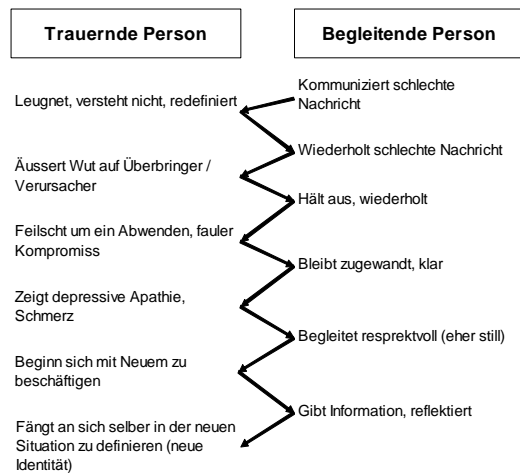 Trauernde Person
Begleitende Person
Kommuniziert schlechte
Nachricht
Leugnet, versteht nicht, redefiniert
Wiederholt schlechte Nachricht
Äussert Wut auf Überbringer /
Verursacher
Hält aus, wiederholt
Feilscht um ein Abwenden, fauler
Kompromiss
Bleibt zugewandt, klar
Zeigt depressive Apathie,
Schmerz
Begleitet resprektvoll (eher still)
Beginn sich mit Neuem zu
beschäftigen
Gibt Information, reflektiert
Fängt an sich selber in der neuen
Situation zu definieren (neue
Identität)